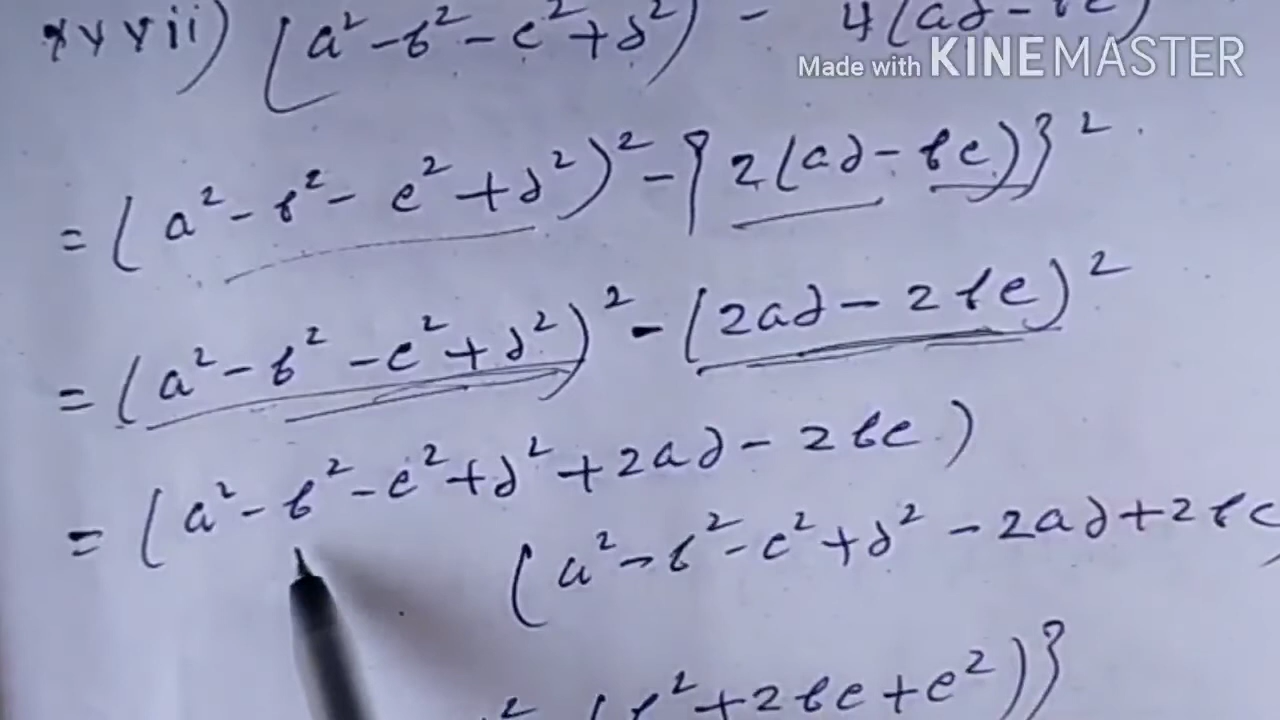 xvvii) (a² - b² - c² + d²) - 4(ad - bc)
Made with KINEMASTER
= (a² - b² - c² + d²)² - {2(ad - bc)}².
= (a² - b² - c² + d²)² - (2ad - 2bc)²
= (a² - b² - c² + d² + 2ad - 2bc)
(a² - b² - c² + d² - 2ad + 2bc
² (b² + 2bc + c²)}